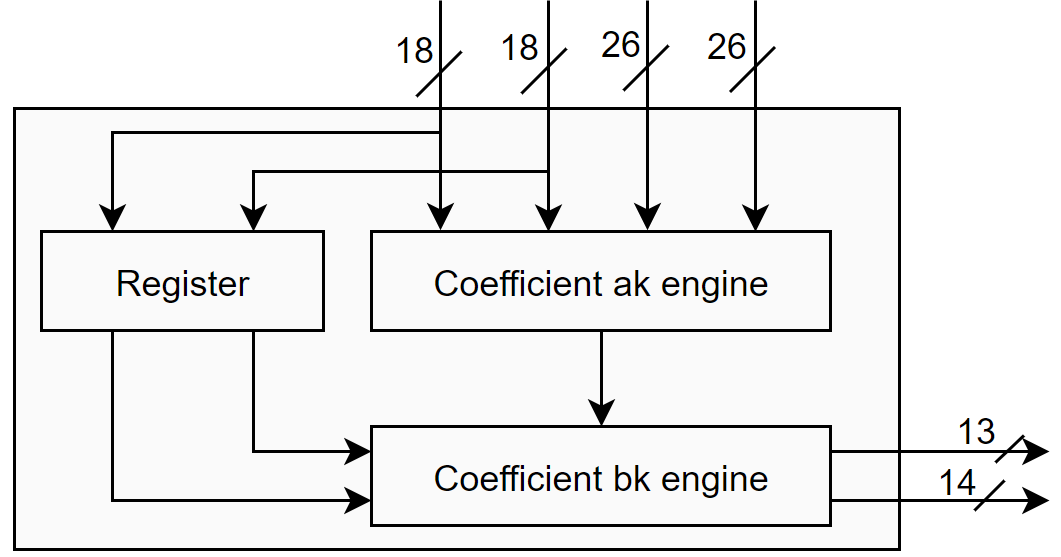 18
18
26
26
Register
Coefficient ak engine
Coefficient bk engine
13
14